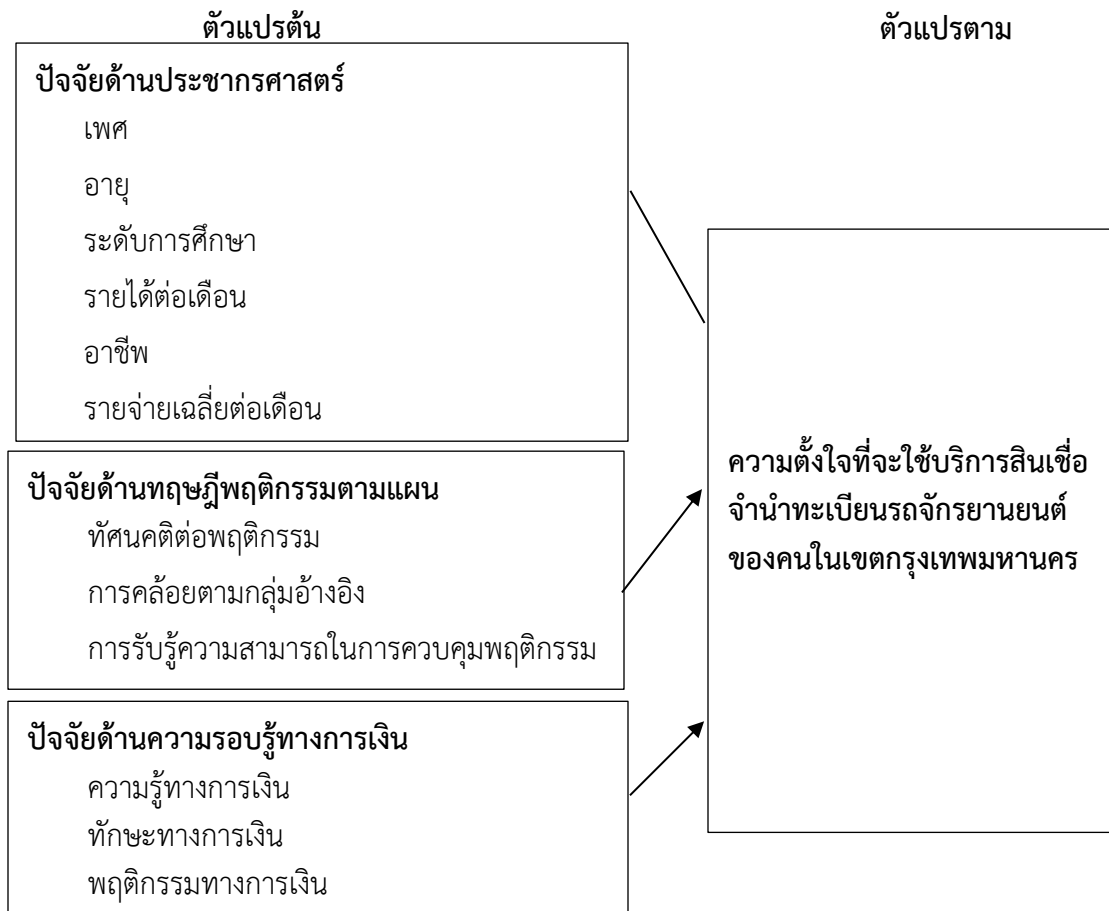 ตัวแปรต้น
ตัวแปรตาม
ปัจจัยด้านประชากรศาสตร์
เพศ
อายุ
ระดับการศึกษา
รายได้ต่อเดือน
อาชีพ
รายจ่ายเฉลี่ยต่อเดือน
ปัจจัยด้านทฤษฎีพฤติกรรมตามแผน
ทัศนคติต่อพฤติกรรม
การคล้อยตามกลุ่มอ้างอิง
การรับรู้ความสามารถในการควบคุมพฤติกรรม
ปัจจัยด้านความรอบรู้ทางการเงิน
ความรู้ทางการเงิน
ทักษะทางการเงิน
พฤติกรรมทางการเงิน
ความตั้งใจที่จะใช้บริการสินเชื่อ
จำนำทะเบียนรถจักรยานยนต์
ของคนในเขตกรุงเทพมหานคร